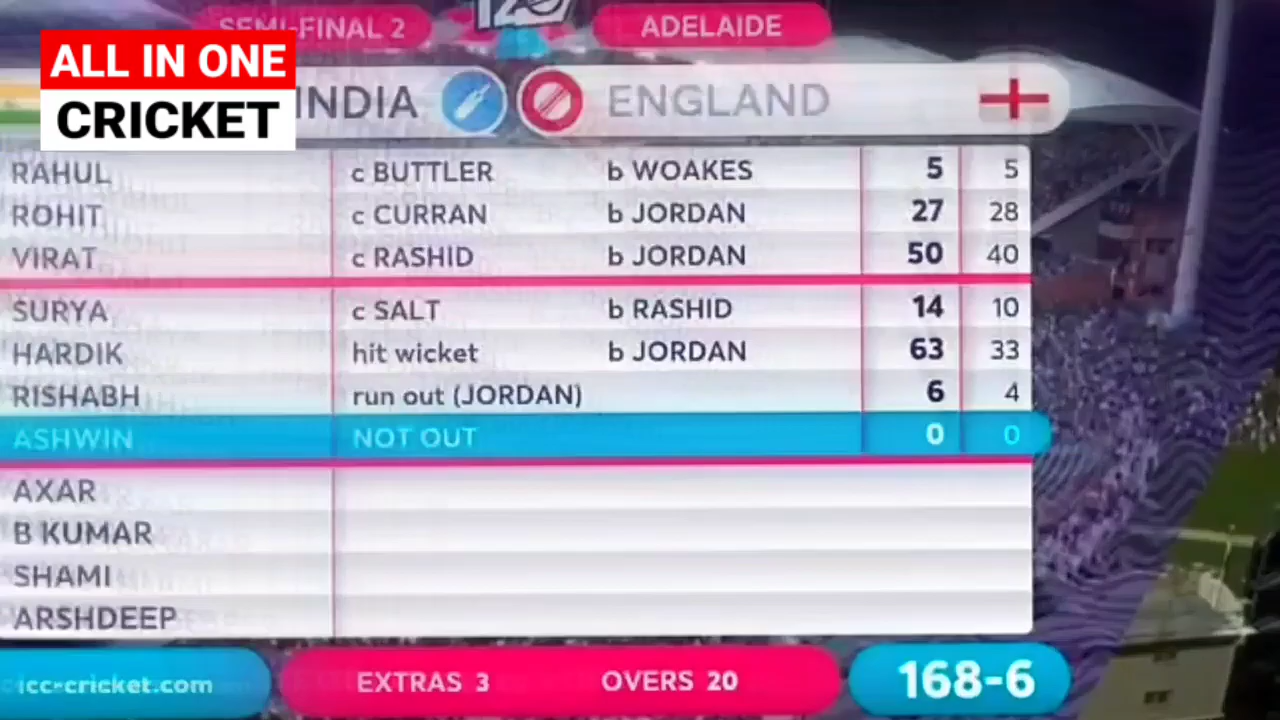 SEMI-FINAL 2 T20 ADELAIDE
ALL IN ONE
CRICKET
INDIA ENGLAND
RAHUL c BUTTLER b WOAKES 5 5
ROHIT c CURRAN b JORDAN 27 28
VIRAT c RASHID b JORDAN 50 40
SURYA c SALT b RASHID 14 10
HARDIK hit wicket b JORDAN 63 33
RISHABH run out (JORDAN) 6 4
ASHWIN NOT OUT 0 0
AXAR
B KUMAR
SHAMI
ARSHDEEP
icc-cricket.com EXTRAS 3 OVERS 20 168-6